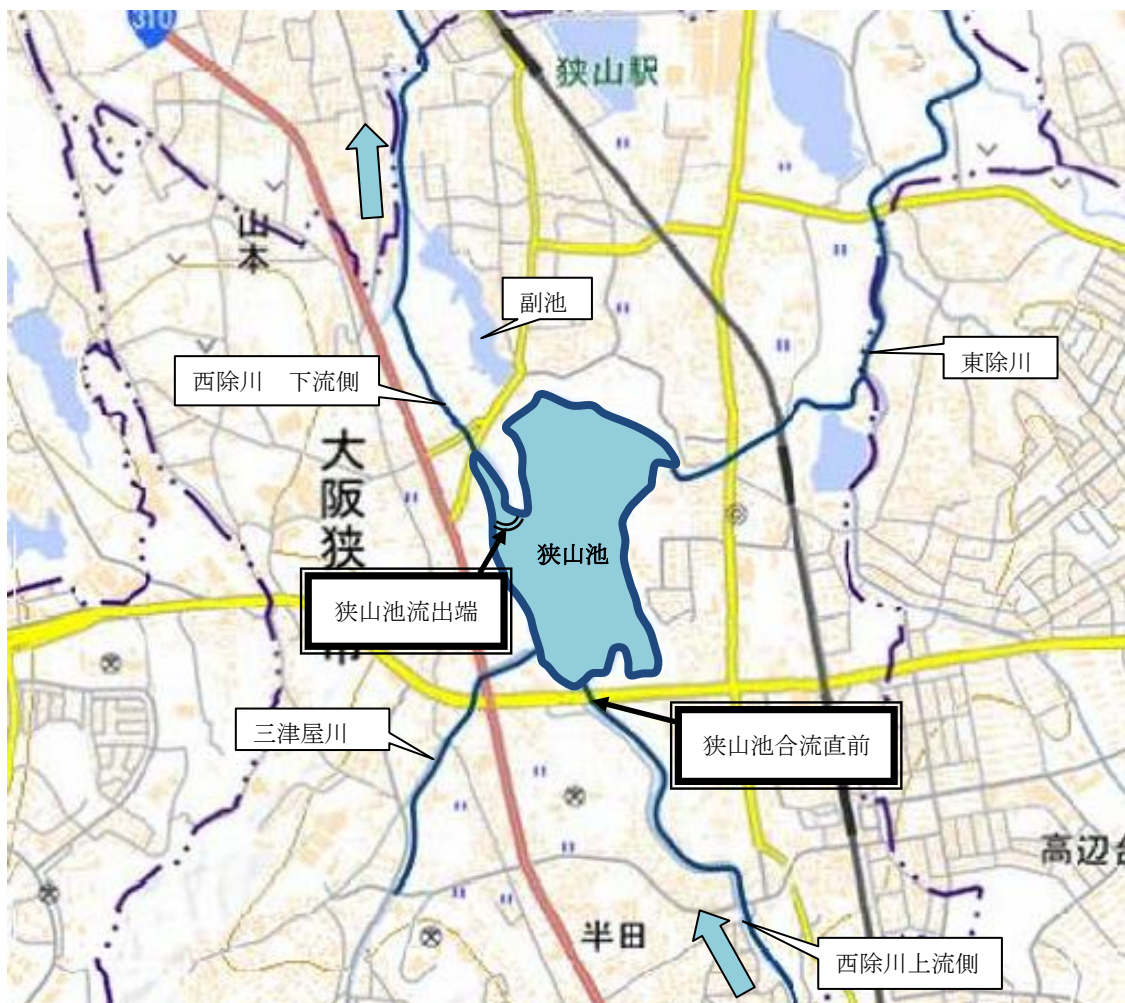 310
狭山駅
山本
副池
西除川 下流側
東除川
大阪狭
狭山池
狭山池流出端
市
三津屋川
狭山池合流直前
高辺台
半田
西除川上流側